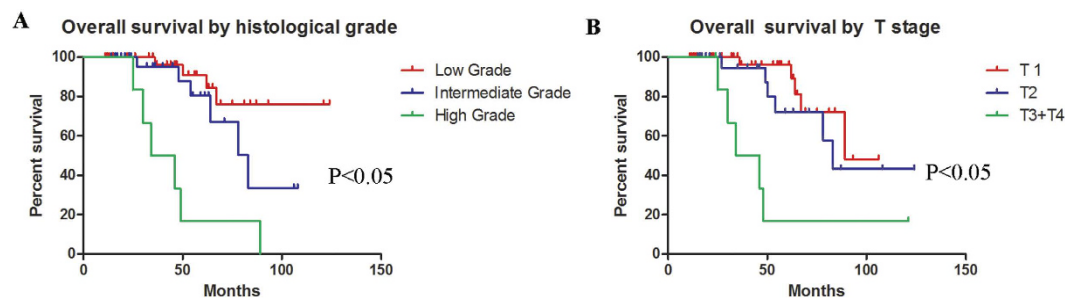 A
Overall survival by histological grade
Percent survival
100
80
60
40
20
0
Low Grade
Intermediate Grade
High Grade
P<0.05
0
50
100
150
Months
B
Overall survival by T stage
Percent survival
100
80
60
40
20
0
T 1
T2
T3+T4
P<0.05
0
50
100
150
Months